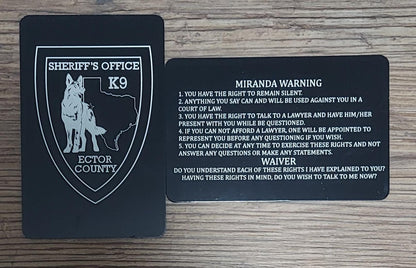 SHERIFF'S OFFICE
K9
ECTOR
COUNTY
MIRANDA WARNING
1. YOU HAVE THE RIGHT TO REMAIN SILENT.
2. ANYTHING YOU SAY CAN AND WILL BE USED AGAINST YOU IN A
COURT OF LAW.
3. YOU HAVE THE RIGHT TO TALK TO A LAWYER AND HAVE HIM/HER
PRESENT WITH YOU WHILE BE QUESTIONED.
4. IF YOU CAN NOT AFFORD A LAWYER, ONE WILL BE APPOINTED TO
REPRESENT YOU BEFORE ANY QUESTIONING IF YOU WISH.
5. YOU CAN DECIDE AT ANY TIME TO EXERCISE THESE RIGHTS AND NOT
ANSWER ANY QUESTIONS OR MAKE ANY STATEMENTS.
WAIVER
DO YOU UNDERSTAND EACH OF THESE RIGHTS I HAVE EXPLAINED TO YOU?
HAVING THESE RIGHTS IN MIND, DO YOU WISH TO TALK TO ME NOW?